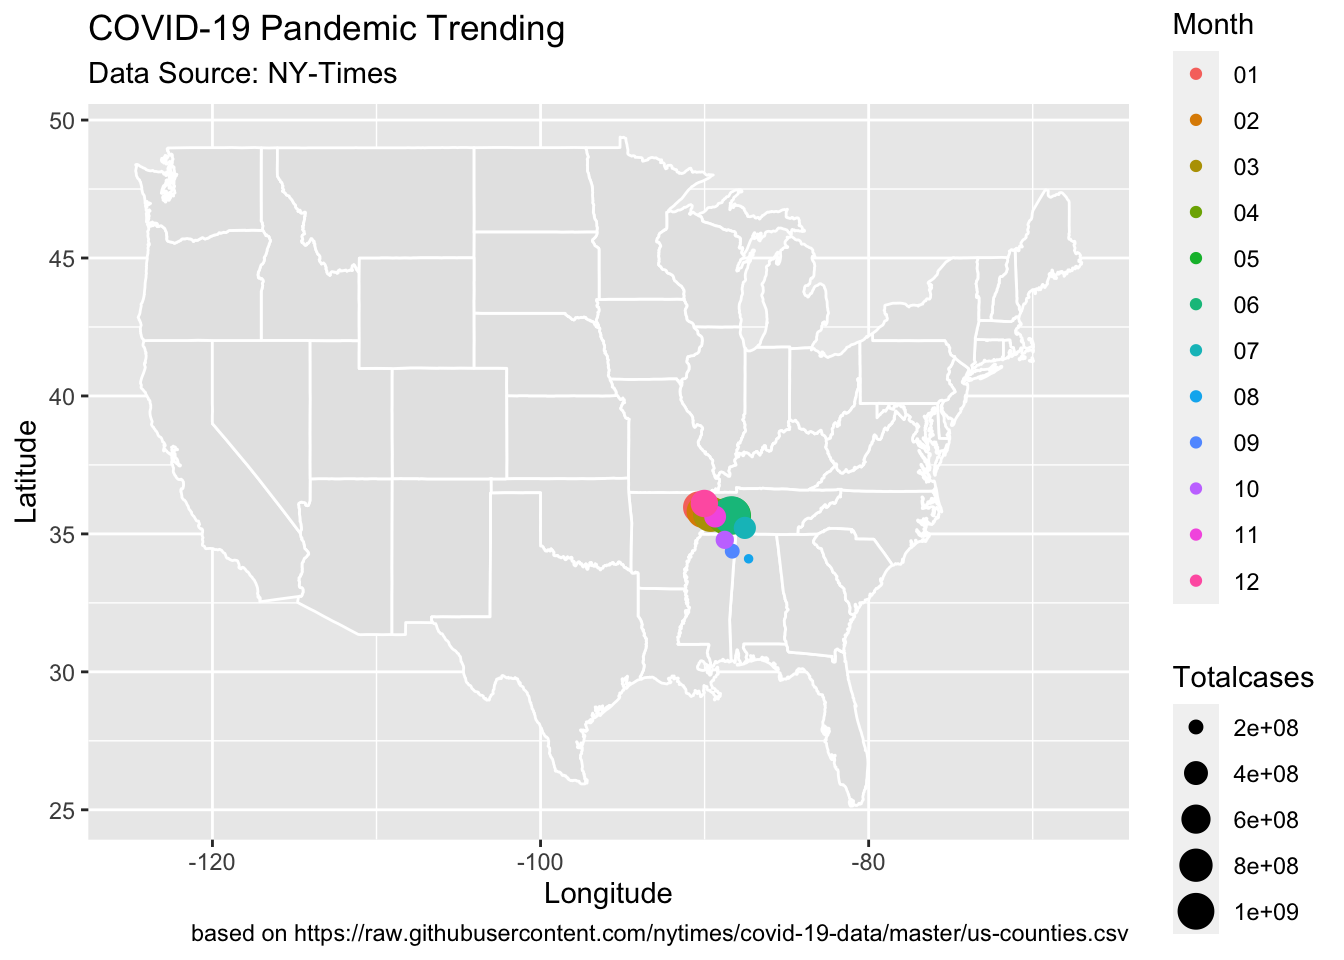 COVID-19 Pandemic Trending
Data Source: NY-Times
50
45
40
35
30
25
Latitude
-120
-100
-80
Longitude
based on https://raw.githubusercontent.com/nytimes/covid-19-data/master/us-counties.csv
Month
01
02
03
04
05
06
07
08
09
10
11
12
Totalcases
2e+08
4e+08
6e+08
8e+08
1e+09